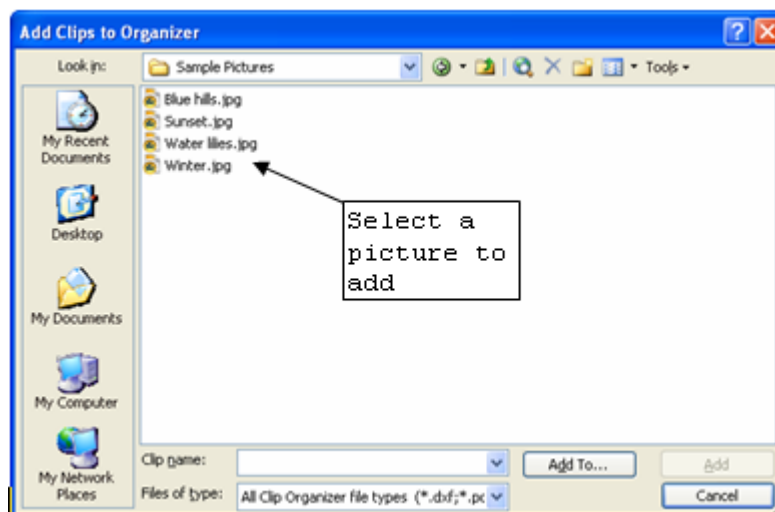 Add Clips to Organizer
Look in:
Sample Pictures
Tools
Blue hills.jpg
Sunset.jpg
Water lilies.jpg
Winter.jpg
My Recent
Documents
Desktop
My Documents
My Computer
My Network
Places
Select a
picture to
add
Clip name:
Add To...
Add
Files of type:
All Clip Organizer file types (*.dxf;*.pc
Cancel